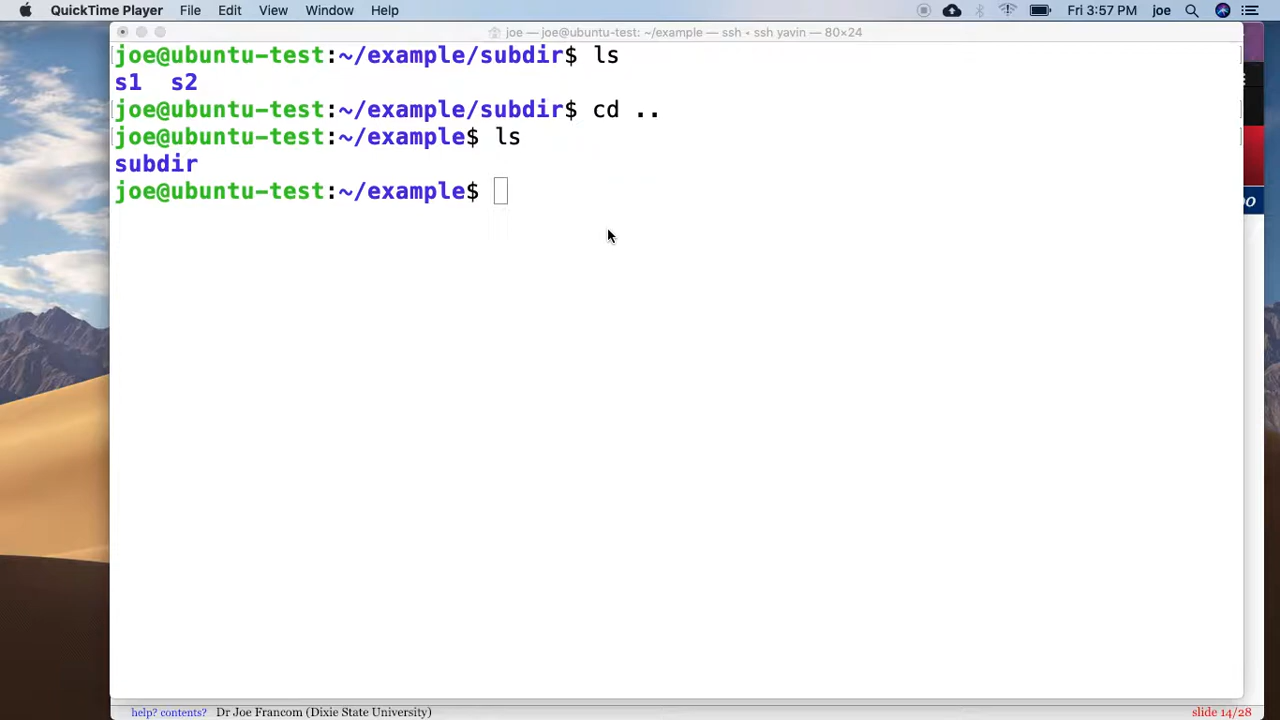 QuickTime Player File Edit View Window Help Fri 3:57 PM joe
joe — joe@ubuntu-test: ~/example — ssh • ssh yavin — 80×24
joe@ubuntu-test:~/example/subdir$ ls
s1 s2
joe@ubuntu-test:~/example/subdir$ cd ..
joe@ubuntu-test:~/example$ ls
subdir
joe@ubuntu-test:~/example$
help? contents? Dr Joe Francom (Dixie State University) slide 14/28